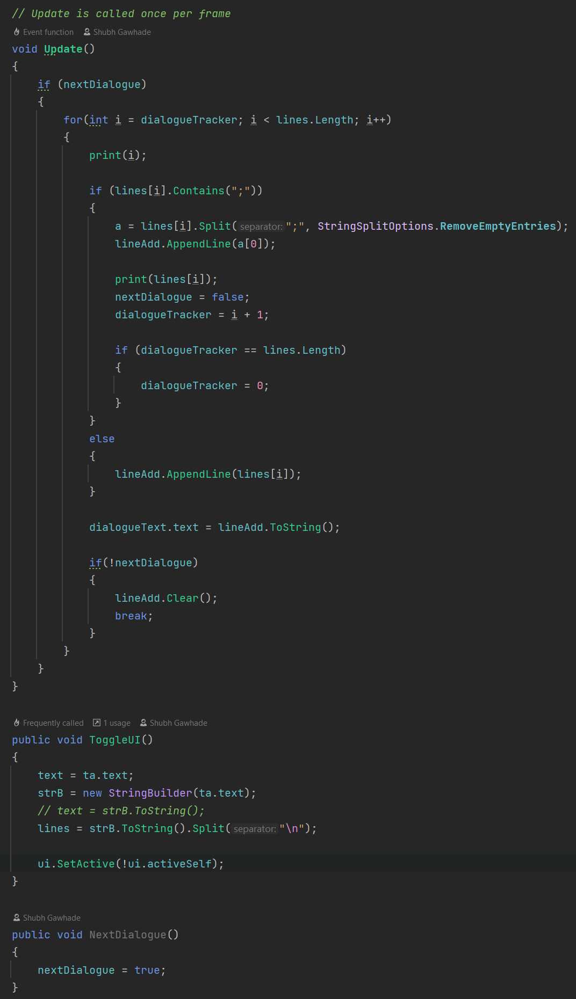 // Update is called once per frame
Event function Shubh Gawhade
void Update()
{
    if (nextDialogue)
    {
        for(int i = dialogueTracker; i < lines.Length; i++)
        {
            print(i);

            if (lines[i].Contains(";"))
            {
                a = lines[i].Split(separator:";", StringSplitOptions.RemoveEmptyEntries);
                lineAdd.AppendLine(a[0]);

                print(lines[i]);
                nextDialogue = false;
                dialogueTracker = i + 1;

                if (dialogueTracker == lines.Length)
                {
                    dialogueTracker = 0;
                }
            }
            else
            {
                lineAdd.AppendLine(lines[i]);
            }

            dialogueText.text = lineAdd.ToString();

            if(!nextDialogue)
            {
                lineAdd.Clear();
                break;
            }
        }
    }
}

Frequently called 1 usage Shubh Gawhade
public void ToggleUI()
{
    text = ta.text;
    strB = new StringBuilder(ta.text);
    // text = strB.ToString();
    lines = strB.ToString().Split(separator:"\n");

    ui.SetActive(!ui.activeSelf);
}

Shubh Gawhade
public void NextDialogue()
{
    nextDialogue = true;
}